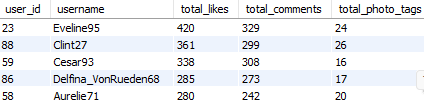 user_id username total_likes total_comments total_photo_tags
23 Eveline95 420 329 24
88 Clint27 361 299 26
59 Cesar93 338 308 16
86 Delfina_VonRueden68 285 273 17
58 Aurelie71 280 242 20